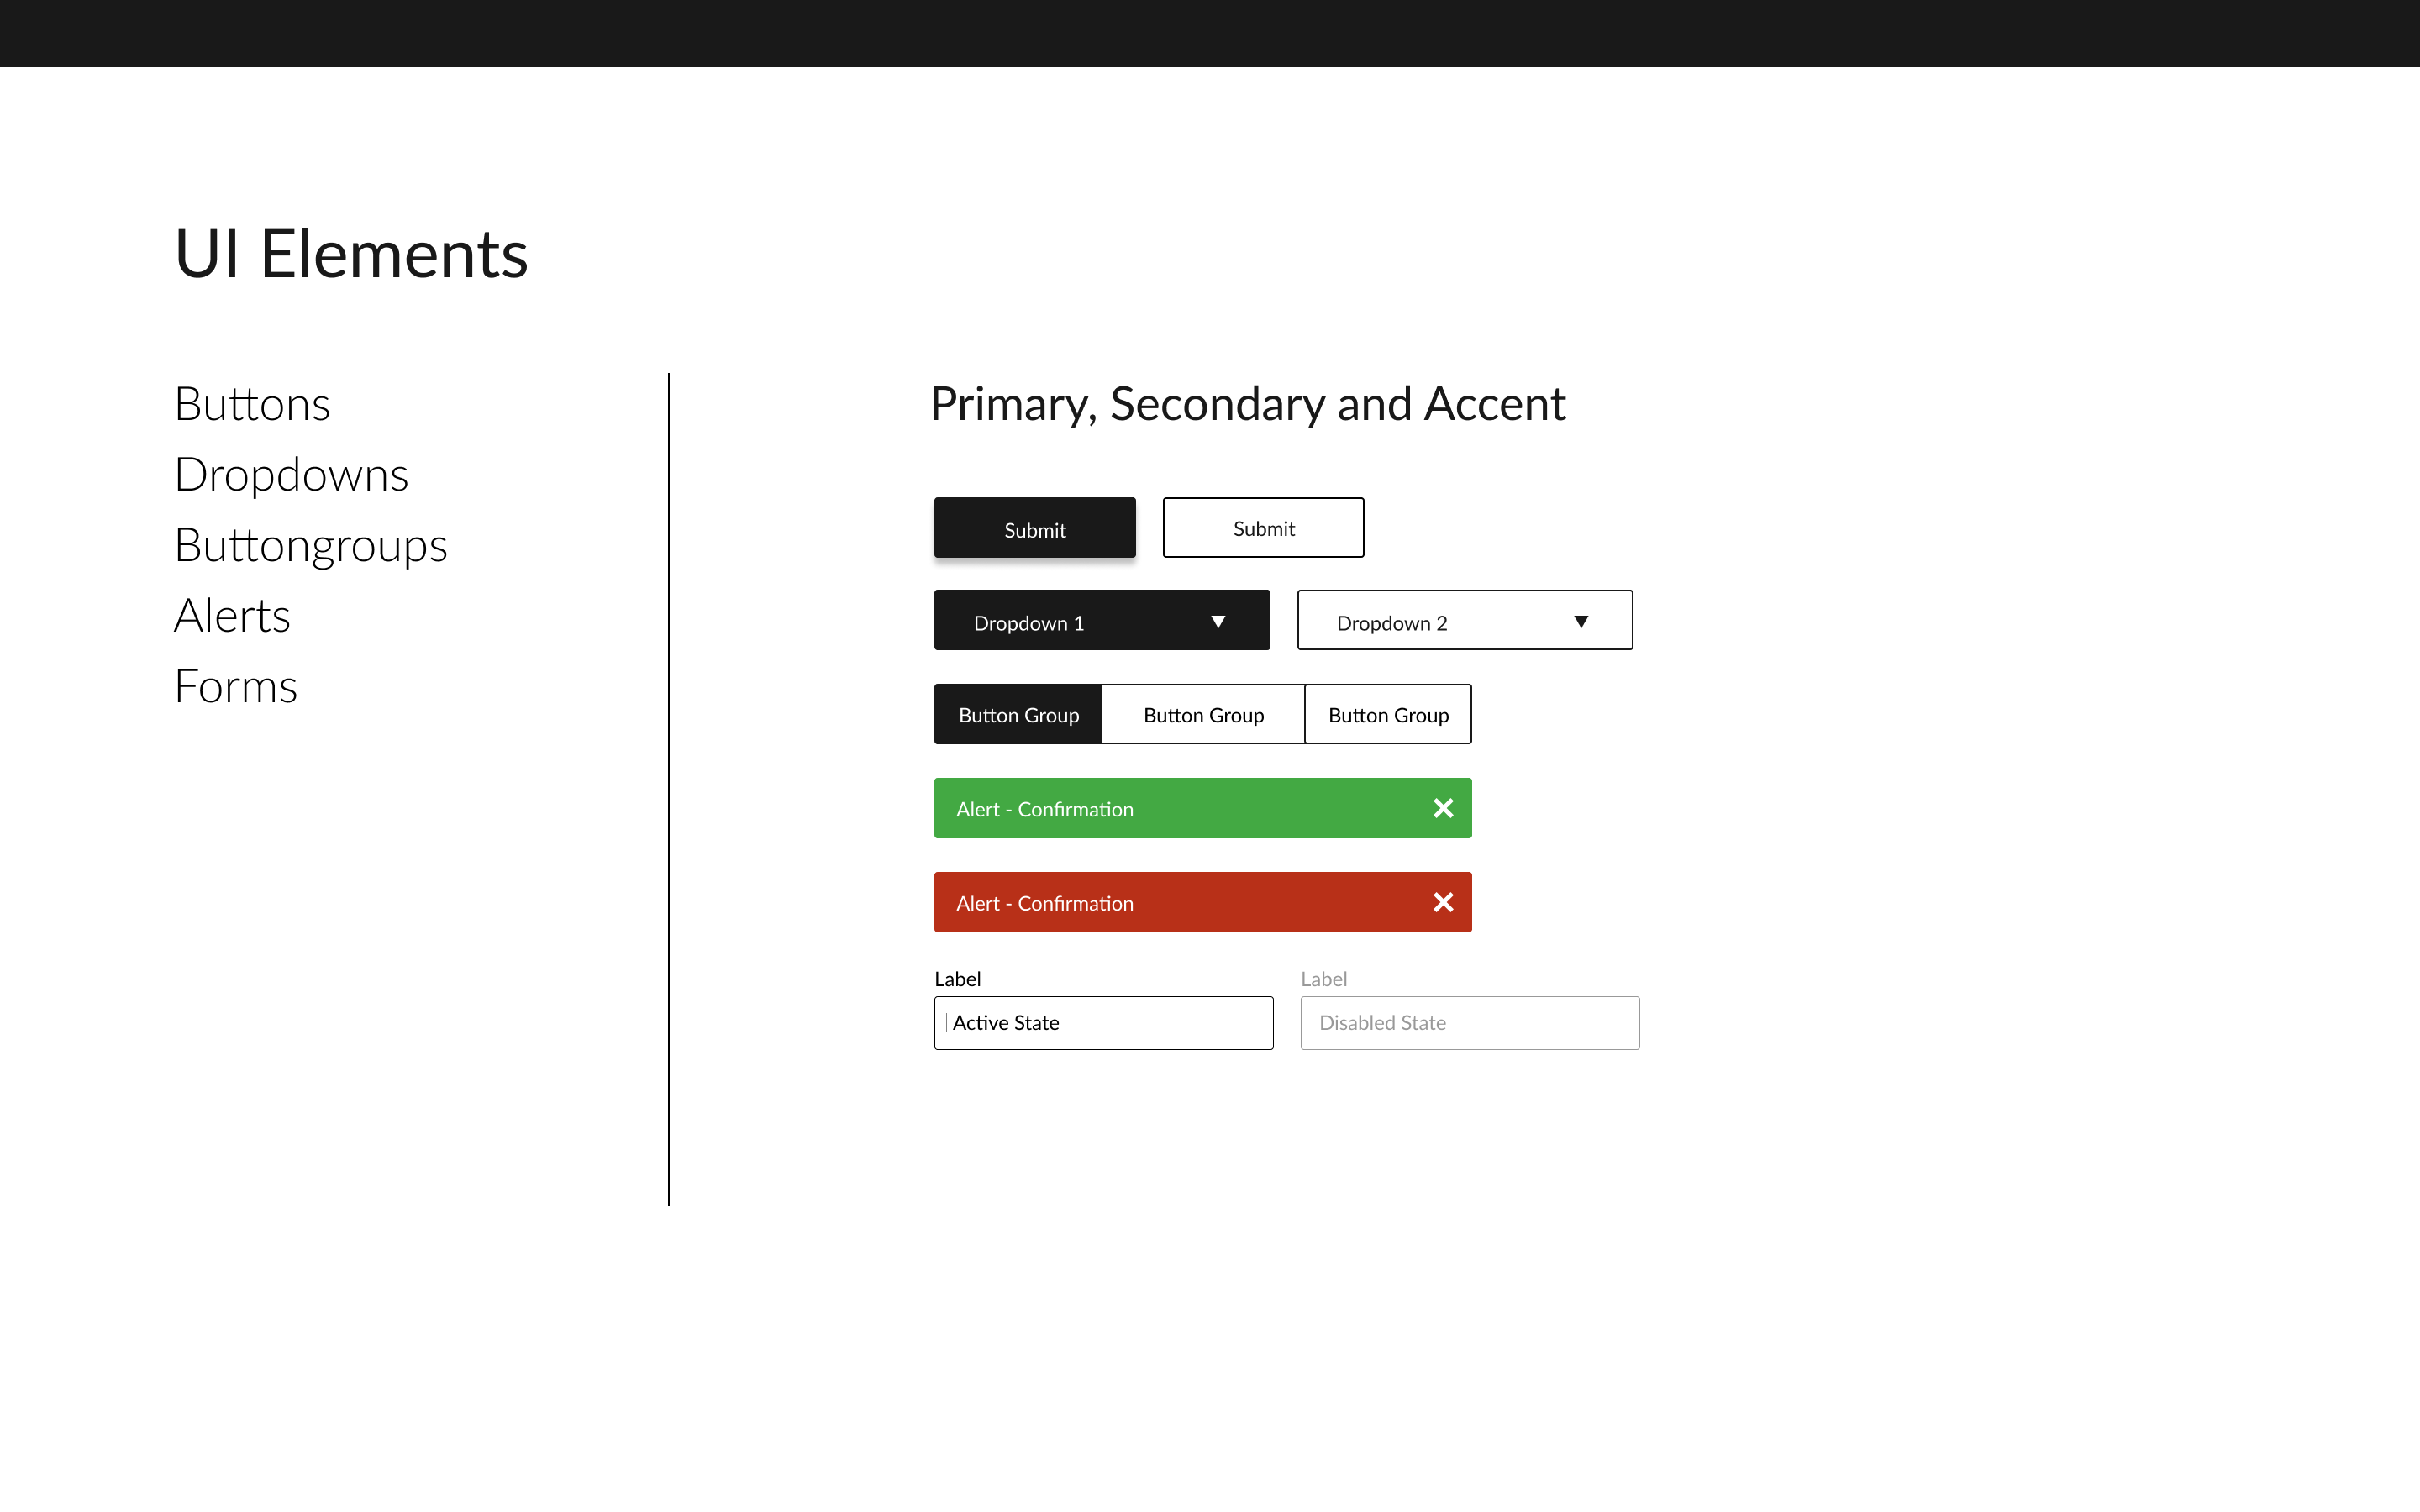 UI Elements
Buttons
Dropdowns
Buttongroups
Alerts
Forms
Primary, Secondary and Accent
Submit
Submit
Dropdown 1
Dropdown 2
Button Group
Button Group
Button Group
Alert - Confirmation
Alert - Confirmation
Label
Label
Active State
Disabled State